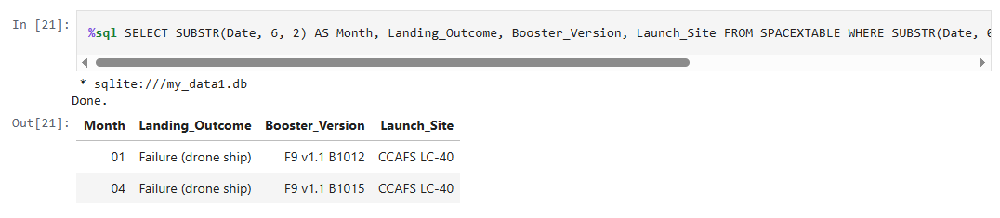 In [21]:
%sql SELECT SUBSTR(Date, 6, 2) AS Month, Landing_Outcome, Booster_Version, Launch_Site FROM SPACEXTABLE WHERE SUBSTR(Date,
* sqlite:///my_data1.db
Done.
Out[21]:
Month Landing_Outcome Booster_Version Launch_Site
01 Failure (drone ship) F9 v1.1 B1012 CCAFS LC-40
04 Failure (drone ship) F9 v1.1 B1015 CCAFS LC-40